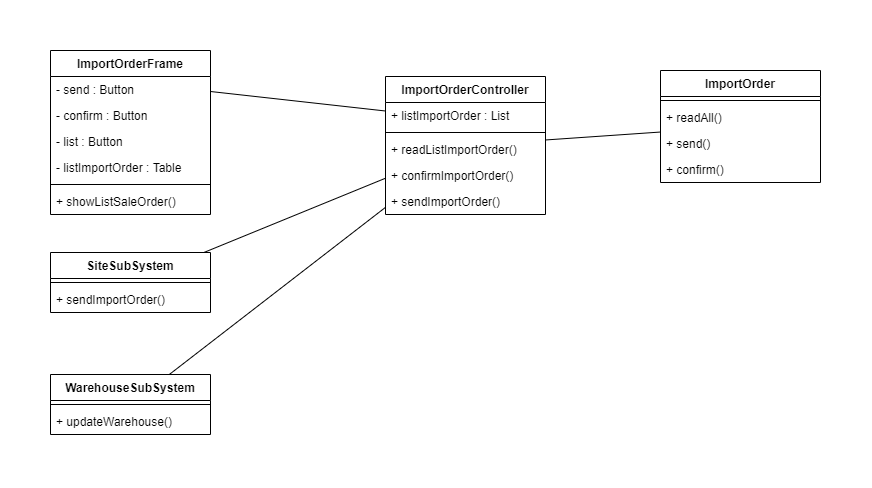 ImportOrderFrame
- send : Button
- confirm : Button
- list : Button
- listImportOrder : Table
+ showListSaleOrder()
ImportOrderController
+ listImportOrder : List
+ readListImportOrder()
+ confirmImportOrder()
+ sendImportOrder()
ImportOrder
+ readAll()
+ send()
+ confirm()
SiteSubSystem
+ sendImportOrder()
WarehouseSubSystem
+ updateWarehouse()